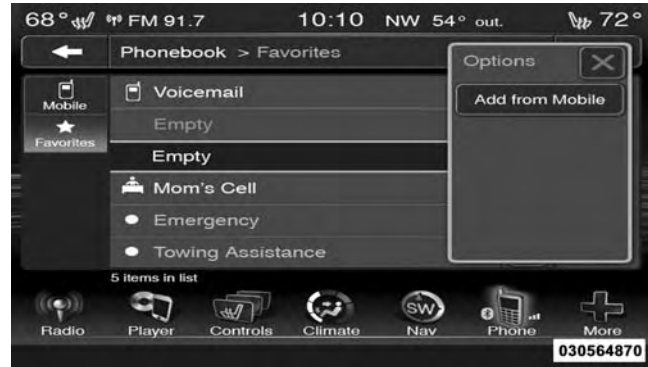 68° FM 91.7 10:10 NW 54° out. 72°
Phonebook > Favorites
Options
Mobile
Favorites
Voicemail
Empty
Empty
Mom's Cell
Emergency
Towing Assistance
Add from Mobile
5 items in list
SW
Radio Player Controls Climate Nav Phone More
030564870